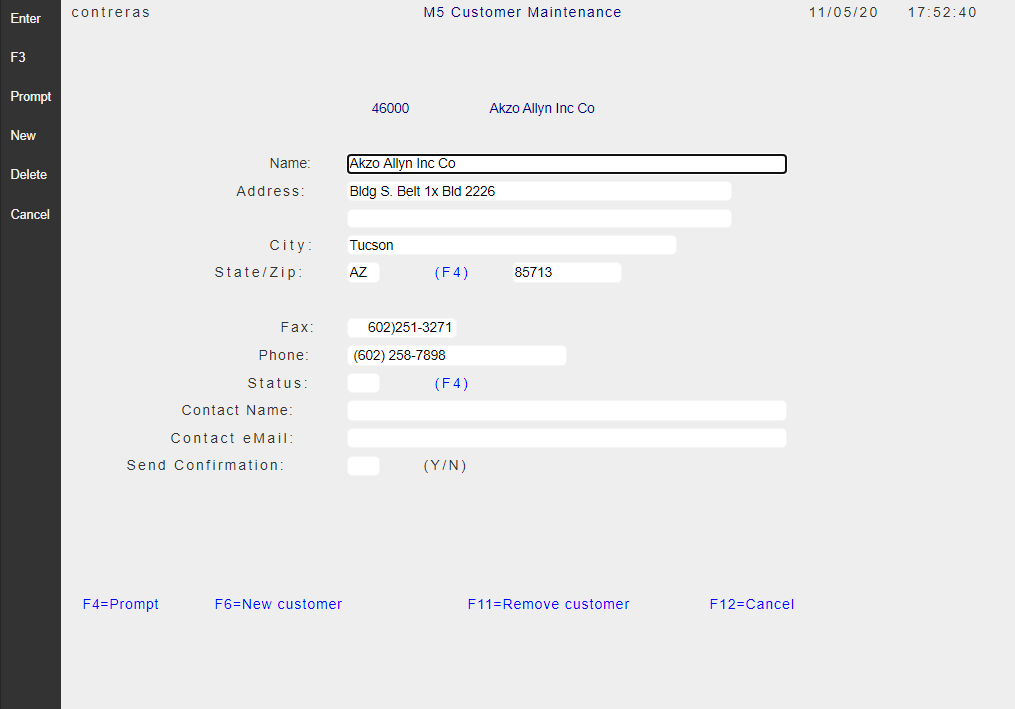 Enter
F3
Prompt
New
Delete
Cancel
contreras M5 Customer Maintenance 11/05/20 17:52:40
46000 Akzo Allyn Inc Co
Name: Akzo Allyn Inc Co
Address: Bldg S. Belt 1x Bld 2226
City: Tucson
State/Zip: AZ (F4) 85713
Fax: 602)251-3271
Phone: (602) 258-7898
Status: (F4)
Contact Name:
Contact eMail:
Send Confirmation: (Y/N)
F4=Prompt F6=New customer F11=Remove customer F12=Cancel